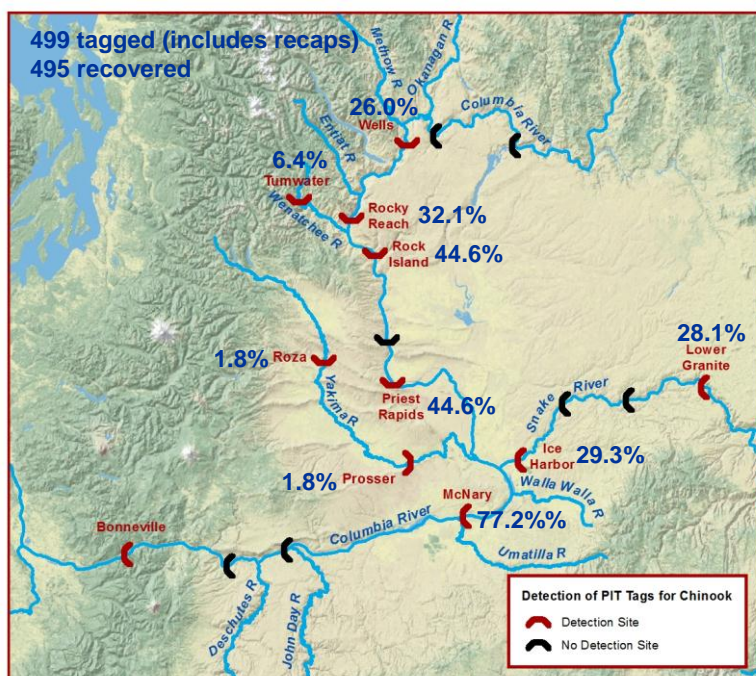 499 tagged (includes recaps)
495 recovered
Methow R
Okanagan R
Columbia River
26.0%
Wells
Entiat R
6.4%
Tumwater
Wenatchee R
Rocky
Reach
32.1%
Rock
Island
44.6%
28.1%
Lower
Granite
1.8%
Roza
Snake River
Yakima R
Priest
Rapids
44.6%
Ice
Harbor
29.3%
1.8%
Prosser
Walla Walla R
McNary
77.2%%
Bonneville
Columbia River
Umatilla R
Deschutes R
John Day R
Detection of PIT Tags for Chinook
Detection Site
No Detection Site